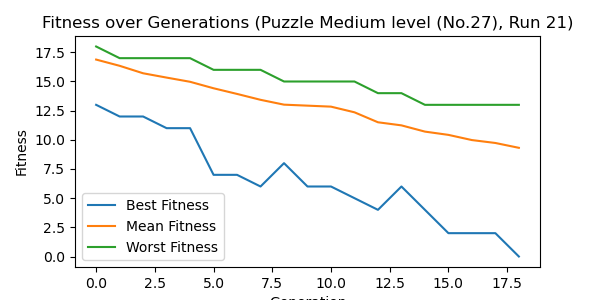 Fitness over Generations (Puzzle Medium level (No.27), Run 21)
17.5
15.0
12.5
10.0
7.5
5.0
2.5
0.0
Fitness
Best Fitness
Mean Fitness
Worst Fitness
0.0 2.5 5.0 7.5 10.0 12.5 15.0 17.5
Generation